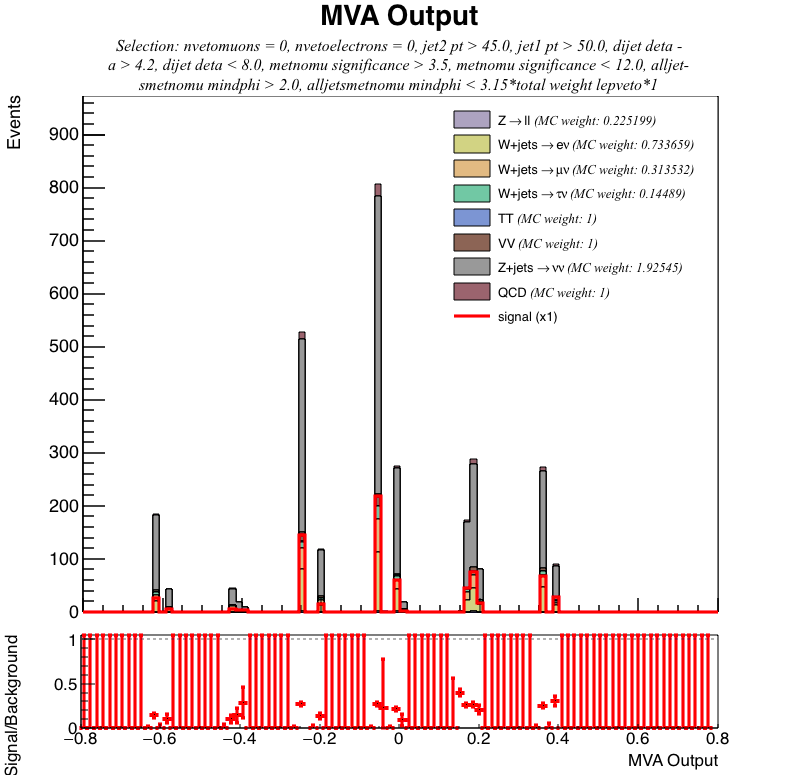 MVA Output
Selection: nvetomuons = 0, nvetoelectrons = 0, jet2 pt > 45.0, jet1 pt > 50.0, dijet deta -
a > 4.2, dijet deta < 8.0, metnomu significance > 3.5, metnomu significance < 12.0, alljet-
smetnomu mindphi > 2.0, alljetsmetnomu mindphi < 3.15*total weight lepveto*1
Events
900
800
700
600
500
400
300
200
100
0
Z→ll (MC weight: 0.225199)
W+jets→eν (MC weight: 0.733659)
W+jets→μν (MC weight: 0.313532)
W+jets→τν (MC weight: 0.14489)
TT (MC weight: 1)
VV (MC weight: 1)
Z+jets→νν (MC weight: 1.92545)
QCD (MC weight: 1)
signal (x1)
Signal/Background
1
0.5
0
−0.8 −0.6 −0.4 −0.2 0 0.2 0.4 0.6 0.8
MVA Output